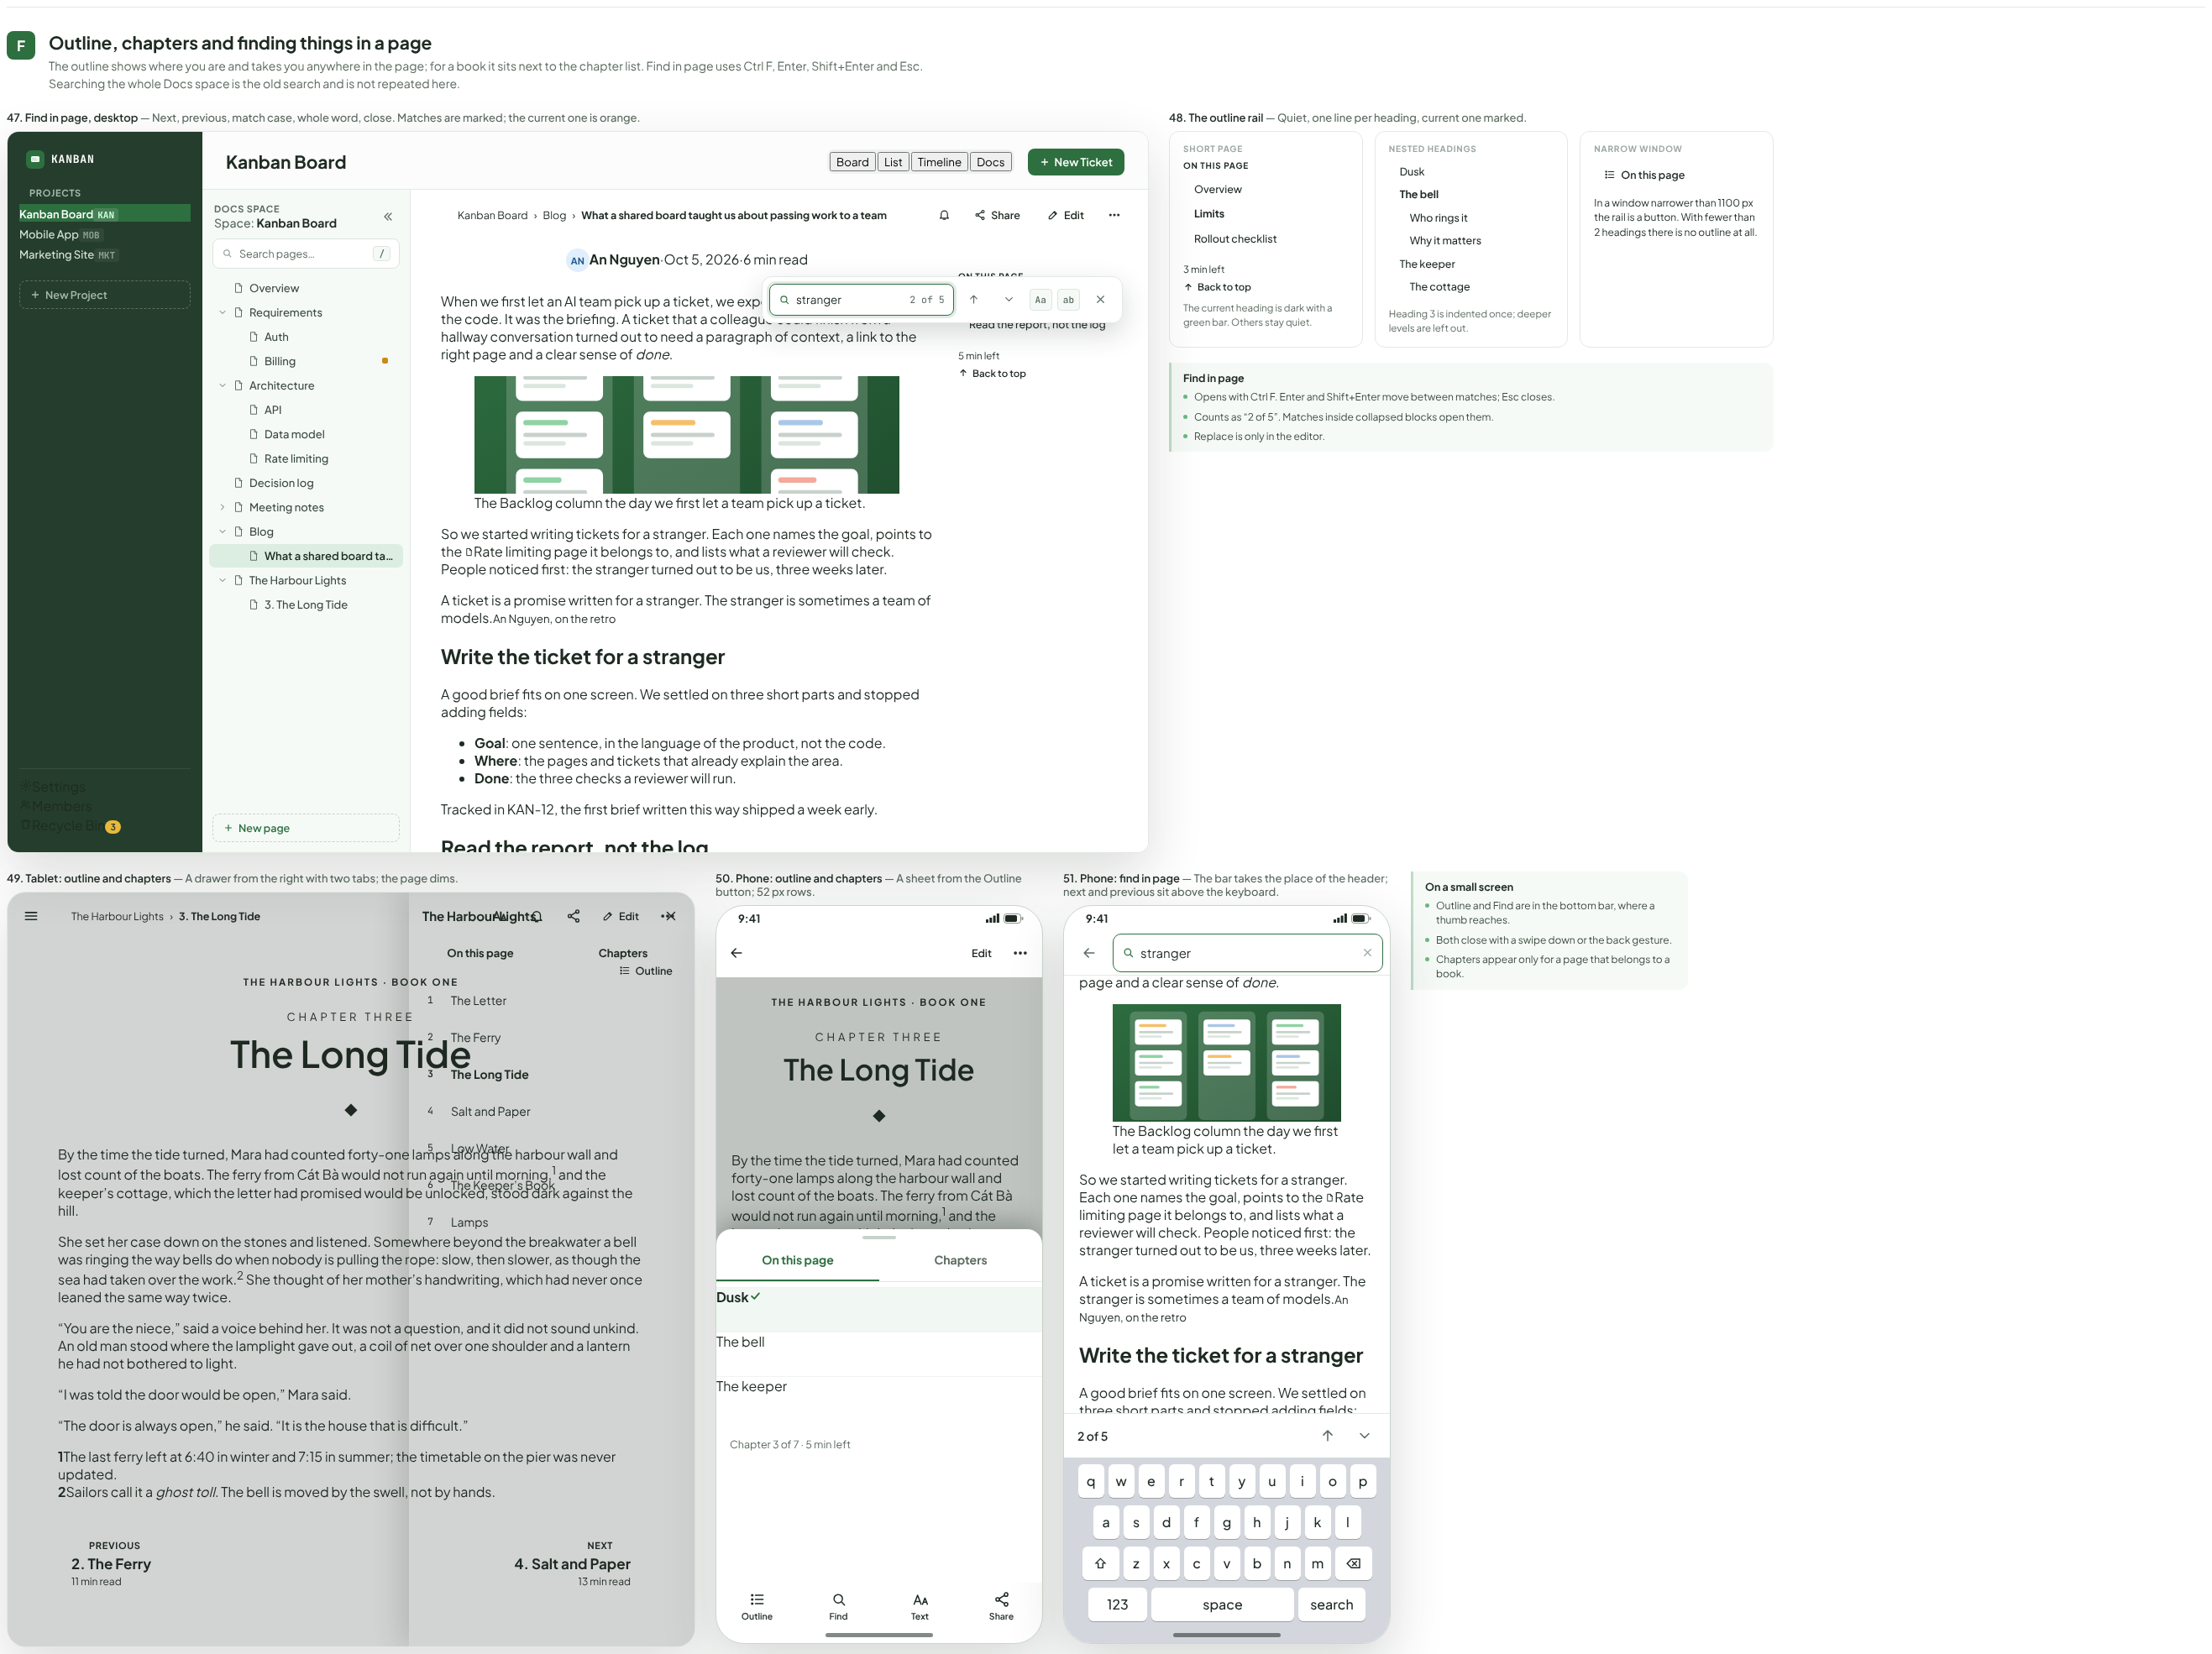 F
Outline, chapters and finding things in a page
The outline shows where you are and takes you anywhere in the page; for a book it sits next to the chapter list. Find in page uses Ctrl F, Enter, Shift+Enter and Esc.
Searching the whole Docs space is the old search and is not repeated here.
47. Find in page, desktop — Next, previous, match case, whole word, close. Matches are marked; the current one is orange.
KANBAN
PROJECTS
Kanban Board KAN
Mobile App MOB
Marketing Site MKT
+ New Project
Settings
Members
Recycle Bin 3
Kanban Board
Board List Timeline Docs
+ New Ticket
DOCS SPACE
Space: Kanban Board
Search pages... /
Overview
Requirements
Auth
Billing
Architecture
API
Data model
Rate limiting
Decision log
Meeting notes
Blog
What a shared board ta...
The Harbour Lights
3. The Long Tide
+ New page
Kanban Board › Blog › What a shared board taught us about passing work to a team
Share Edit
AN An Nguyen·Oct 5, 2026·6 min read
stranger 2 of 5 Aa ab
When we first let an AI team pick up a ticket, we
the code. It was the briefing. A ticket that a colleague
hallway conversation turned out to need a paragraph of context, a link to the
right page and a clear sense of done.
ON THIS PAGE
Read the report, not the log
5 min left
Back to top
The Backlog column the day we first let a team pick up a ticket.
So we started writing tickets for a stranger. Each one names the goal, points to
the Rate limiting page it belongs to, and lists what a reviewer will check.
People noticed first: the stranger turned out to be us, three weeks later.
A ticket is a promise written for a stranger. The stranger is sometimes a team of
models.An Nguyen, on the retro
Write the ticket for a stranger
A good brief fits on one screen. We settled on three short parts and stopped
adding fields:
Goal: one sentence, in the language of the product, not the code.
Where: the pages and tickets that already explain the area.
Done: the three checks a reviewer will run.
Tracked in KAN-12, the first brief written this way shipped a week early.
Read the report, not the log
48. The outline rail — Quiet, one line per heading, current one marked.
SHORT PAGE
ON THIS PAGE
Overview
Limits
Rollout checklist
3 min left
Back to top
The current heading is dark with a
green bar. Others stay quiet.
NESTED HEADINGS
Dusk
The bell
Who rings it
Why it matters
The keeper
The cottage
Heading 3 is indented once; deeper
levels are left out.
NARROW WINDOW
On this page
In a window narrower than 1100 px
the rail is a button. With fewer than
2 headings there is no outline at all.
Find in page
Opens with Ctrl F. Enter and Shift+Enter move between matches; Esc closes.
Counts as “2 of 5”. Matches inside collapsed blocks open them.
Replace is only in the editor.
49. Tablet: outline and chapters — A drawer from the right with two tabs; the page dims.
The Harbour Lights › 3. The Long Tide
The Harbour Lights
Edit
On this page Chapters
Outline
THE HARBOUR LIGHTS · BOOK ONE
CHAPTER THREE
The Long Tide
1 The Letter
2 The Ferry
3 The Long Tide
4 Salt and Paper
5 Low Water
6 The Keeper's Book
7 Lamps
By the time the tide turned, Mara had counted forty-one lamps along the harbour wall and
lost count of the boats. The ferry from Cát Bà would not run again until morning,1 and the
keeper's cottage, which the letter had promised would be unlocked, stood dark against the
hill.
She set her case down on the stones and listened. Somewhere beyond the breakwater a bell
was ringing the way bells do when nobody is pulling the rope: slow, then slower, as though the
sea had taken over the work.2 She thought of her mother's handwriting, which had never once
leaned the same way twice.
“You are the niece,” said a voice behind her. It was not a question, and it did not sound unkind.
An old man stood where the lamplight gave out, a coil of net over one shoulder and a lantern
he had not bothered to light.
“I was told the door would be open,” Mara said.
“The door is always open,” he said. “It is the house that is difficult.”
1The last ferry left at 6:40 in winter and 7:15 in summer; the timetable on the pier was never
updated.
2Sailors call it a ghost toll. The bell is moved by the swell, not by hands.
PREVIOUS
2. The Ferry
11 min read
NEXT
4. Salt and Paper
13 min read
50. Phone: outline and chapters — A sheet from the Outline
button; 52 px rows.
9:41
Edit
THE HARBOUR LIGHTS · BOOK ONE
CHAPTER THREE
The Long Tide
By the time the tide turned, Mara had counted
forty-one lamps along the harbour wall and
lost count of the boats. The ferry from Cát Bà
would not run again until morning,1 and the
On this page Chapters
Dusk
The bell
The keeper
Chapter 3 of 7 · 5 min left
Outline Find Text Share
51. Phone: find in page — The bar takes the place of the header;
next and previous sit above the keyboard.
9:41
stranger
page and a clear sense of done.
The Backlog column the day we first
let a team pick up a ticket.
So we started writing tickets for a stranger.
Each one names the goal, points to the Rate
limiting page it belongs to, and lists what a
reviewer will check. People noticed first: the
stranger turned out to be us, three weeks later.
A ticket is a promise written for a stranger. The
stranger is sometimes a team of models.An
Nguyen, on the retro
Write the ticket for a stranger
A good brief fits on one screen. We settled on
three short parts and stopped adding fields:
2 of 5
q w e r t y u i o p
a s d f g h j k l
z x c v b n m
123 space search
On a small screen
Outline and Find are in the bottom bar, where a
thumb reaches.
Both close with a swipe down or the back gesture.
Chapters appear only for a page that belongs to a
book.